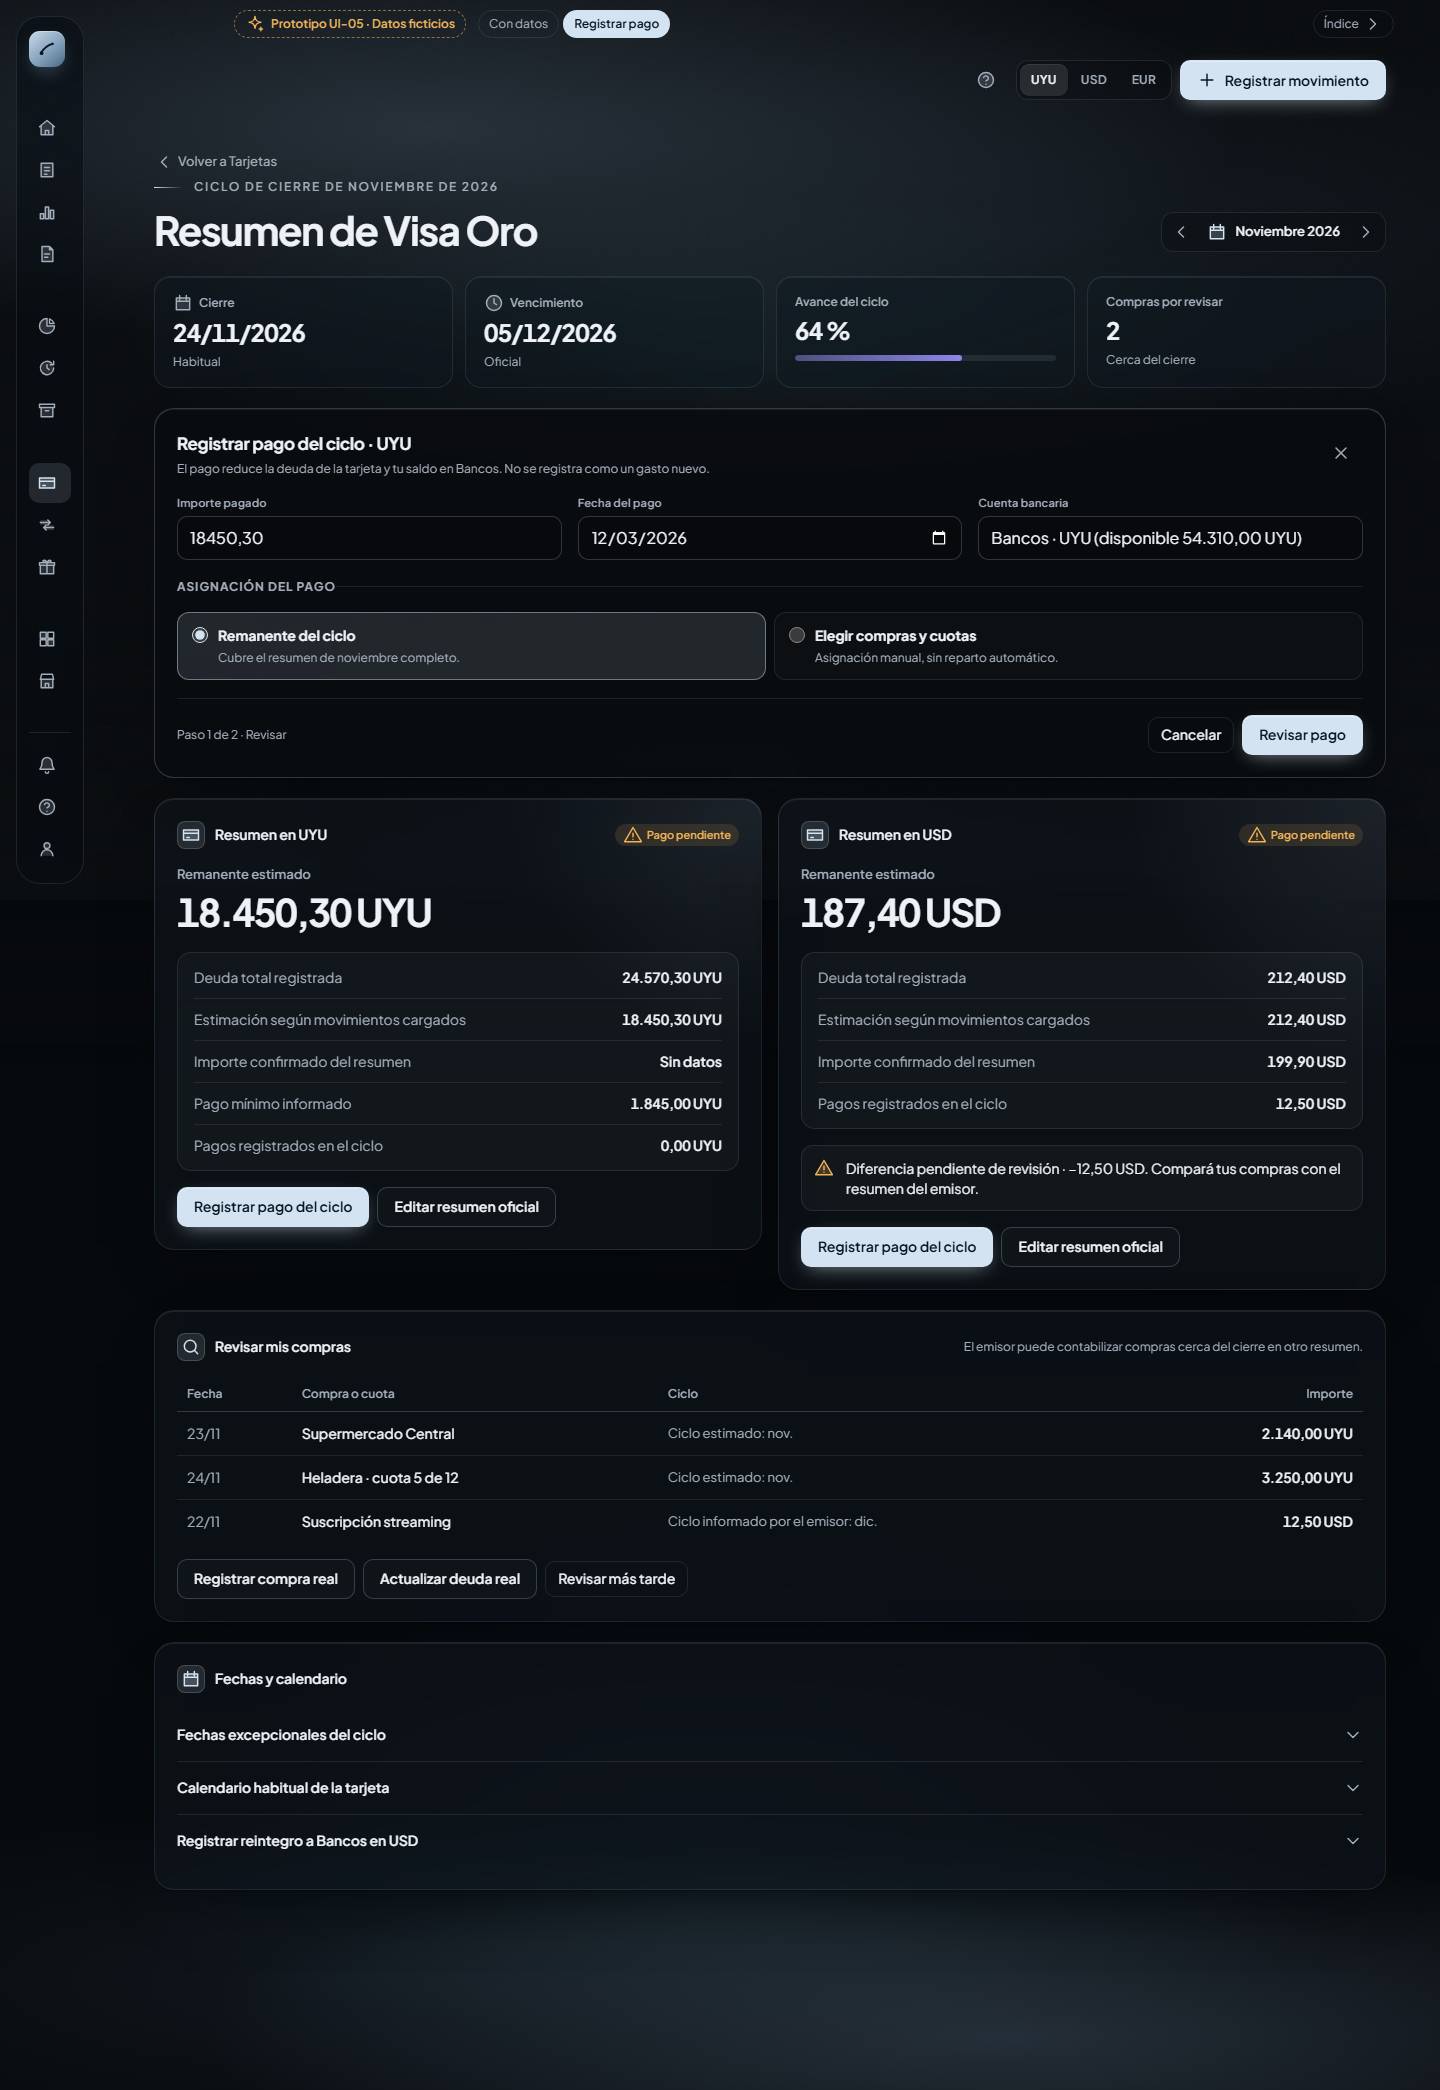 Prototipo UI-05 · Datos ficticios
Con datos
Registrar pago
Índice
UYU
USD
EUR
Registrar movimiento
Volver a Tarjetas
CICLO DE CIERRE DE NOVIEMBRE DE 2026
Resumen de Visa Oro
Noviembre 2026
Cierre
24/11/2026
Habitual
Vencimiento
05/12/2026
Oficial
Avance del ciclo
64 %
Compras por revisar
2
Cerca del cierre
Registrar pago del ciclo · UYU
El pago reduce la deuda de la tarjeta y tu saldo en Bancos. No se registra como un gasto nuevo.
Importe pagado
18450,30
Fecha del pago
12/03/2026
Cuenta bancaria
Bancos · UYU (disponible 54.310,00 UYU)
ASIGNACIÓN DEL PAGO
Remanente del ciclo
Cubre el resumen de noviembre completo.
Elegir compras y cuotas
Asignación manual, sin reparto automático.
Paso 1 de 2 · Revisar
Cancelar
Revisar pago
Resumen en UYU
Pago pendiente
Remanente estimado
18.450,30 UYU
Deuda total registrada 24.570,30 UYU
Estimación según movimientos cargados 18.450,30 UYU
Importe confirmado del resumen Sin datos
Pago mínimo informado 1.845,00 UYU
Pagos registrados en el ciclo 0,00 UYU
Registrar pago del ciclo
Editar resumen oficial
Resumen en USD
Pago pendiente
Remanente estimado
187,40 USD
Deuda total registrada 212,40 USD
Estimación según movimientos cargados 212,40 USD
Importe confirmado del resumen 199,90 USD
Pagos registrados en el ciclo 12,50 USD
Diferencia pendiente de revisión · −12,50 USD. Compará tus compras con el
resumen del emisor.
Registrar pago del ciclo
Editar resumen oficial
Revisar mis compras
El emisor puede contabilizar compras cerca del cierre en otro resumen.
Fecha Compra o cuota Ciclo Importe
23/11 Supermercado Central Ciclo estimado: nov. 2.140,00 UYU
24/11 Heladera · cuota 5 de 12 Ciclo estimado: nov. 3.250,00 UYU
22/11 Suscripción streaming Ciclo informado por el emisor: dic. 12,50 USD
Registrar compra real
Actualizar deuda real
Revisar más tarde
Fechas y calendario
Fechas excepcionales del ciclo
Calendario habitual de la tarjeta
Registrar reintegro a Bancos en USD